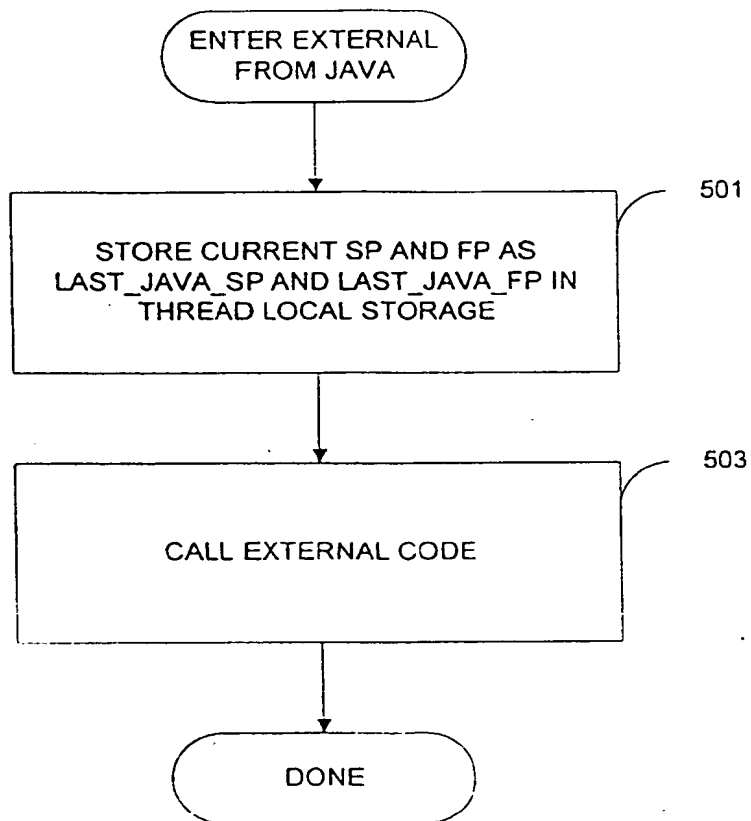 ENTER EXTERNAL
FROM JAVA
501
STORE CURRENT SP AND FP AS
LAST_JAVA_SP AND LAST_JAVA_FP IN
THREAD LOCAL STORAGE
503
CALL EXTERNAL CODE
DONE